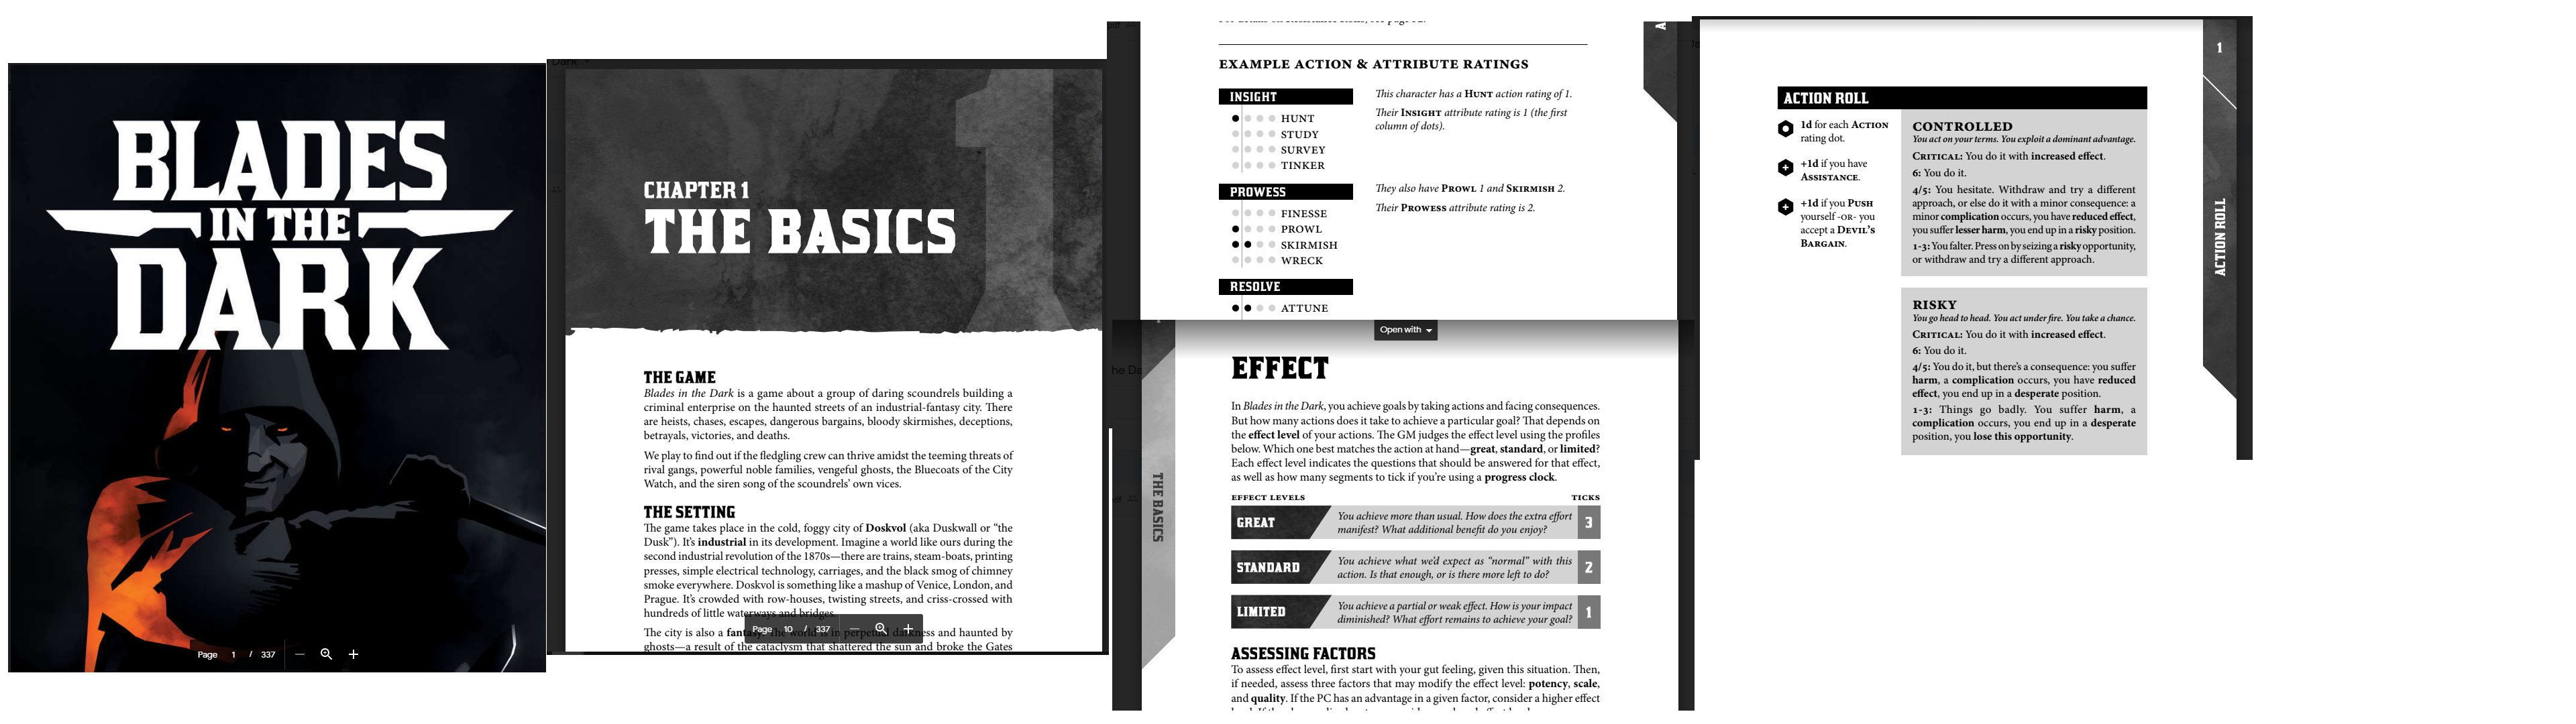 BLADES
IN THE
DARK
Page 1 / 337
CHAPTER 1
THE BASICS
THE GAME
Blades in the Dark is a game about a group of daring scoundrels building a
criminal enterprise on the haunted streets of an industrial-fantasy city. There
are heists, chases, escapes, dangerous bargains, bloody skirmishes, deceptions,
betrayals, victories, and deaths.
We play to find out if the fledgling crew can thrive amidst the teeming threats of
rival gangs, powerful noble families, vengeful ghosts, the Bluecoats of the City
Watch, and the siren song of the scoundrels' own vices.
THE SETTING
The game takes place in the cold, foggy city of Doskvol (aka Duskwall or "the
Dusk"). It's industrial in its development. Imagine a world like ours during the
second industrial revolution of the 1870s—there are trains, steam-boats, printing
presses, simple electrical technology, carriages, and the black smog of chimney
smoke everywhere. Doskvol is something like a mashup of Venice, London, and
Prague. It's crowded with row-houses, twisting streets, and criss-crossed with
hundreds of little waterways and bridges.
The city is also a fantasy. The world is in perpetual darkness and haunted by
ghosts—a result of the cataclysm that shattered the sun and broke the Gates
Page 10 / 337
EXAMPLE ACTION & ATTRIBUTE RATINGS
INSIGHT
HUNT
STUDY
SURVEY
TINKER
This character has a HUNT action rating of 1.
Their INSIGHT attribute rating is 1 (the first
column of dots).
PROWESS
FINESSE
PROWL
SKIRMISH
WRECK
They also have PROWL 1 and SKIRMISH 2.
Their PROWESS attribute rating is 2.
RESOLVE
ATTUNE
Open with
THE BASICS
EFFECT
In Blades in the Dark, you achieve goals by taking actions and facing consequences.
But how many actions does it take to achieve a particular goal? That depends on
the effect level of your actions. The GM judges the effect level using the profiles
below. Which one best matches the action at hand—great, standard, or limited?
Each effect level indicates the questions that should be answered for that effect,
as well as how many segments to tick if you're using a progress clock.
EFFECT LEVELS TICKS
GREAT You achieve more than usual. How does the extra effort
manifest? What additional benefit do you enjoy? 3
STANDARD You achieve what we'd expect as "normal" with this
action. Is that enough, or is there more left to do? 2
LIMITED You achieve a partial or weak effect. How is your impact
diminished? What effort remains to achieve your goal? 1
ASSESSING FACTORS
To assess effect level, first start with your gut feeling, given this situation. Then,
if needed, assess three factors that may modify the effect level: potency, scale,
and quality. If the PC has an advantage in a given factor, consider a higher effect
1
ACTION ROLL
ACTION ROLL
1d for each ACTION
rating dot.
+1d if you have
ASSISTANCE.
+1d if you PUSH
yourself -OR- you
accept a DEVIL'S
BARGAIN.
CONTROLLED
You act on your terms. You exploit a dominant advantage.
CRITICAL: You do it with increased effect.
6: You do it.
4/5: You hesitate. Withdraw and try a different
approach, or else do it with a minor consequence: a
minor complication occurs, you have reduced effect,
you suffer lesser harm, you end up in a risky position.
1-3: You falter. Press on by seizing a risky opportunity,
or withdraw and try a different approach.
RISKY
You go head to head. You act under fire. You take a chance.
CRITICAL: You do it with increased effect.
6: You do it.
4/5: You do it, but there's a consequence: you suffer
harm, a complication occurs, you have reduced
effect, you end up in a desperate position.
1-3: Things go badly. You suffer harm, a
complication occurs, you end up in a desperate
position, you lose this opportunity.